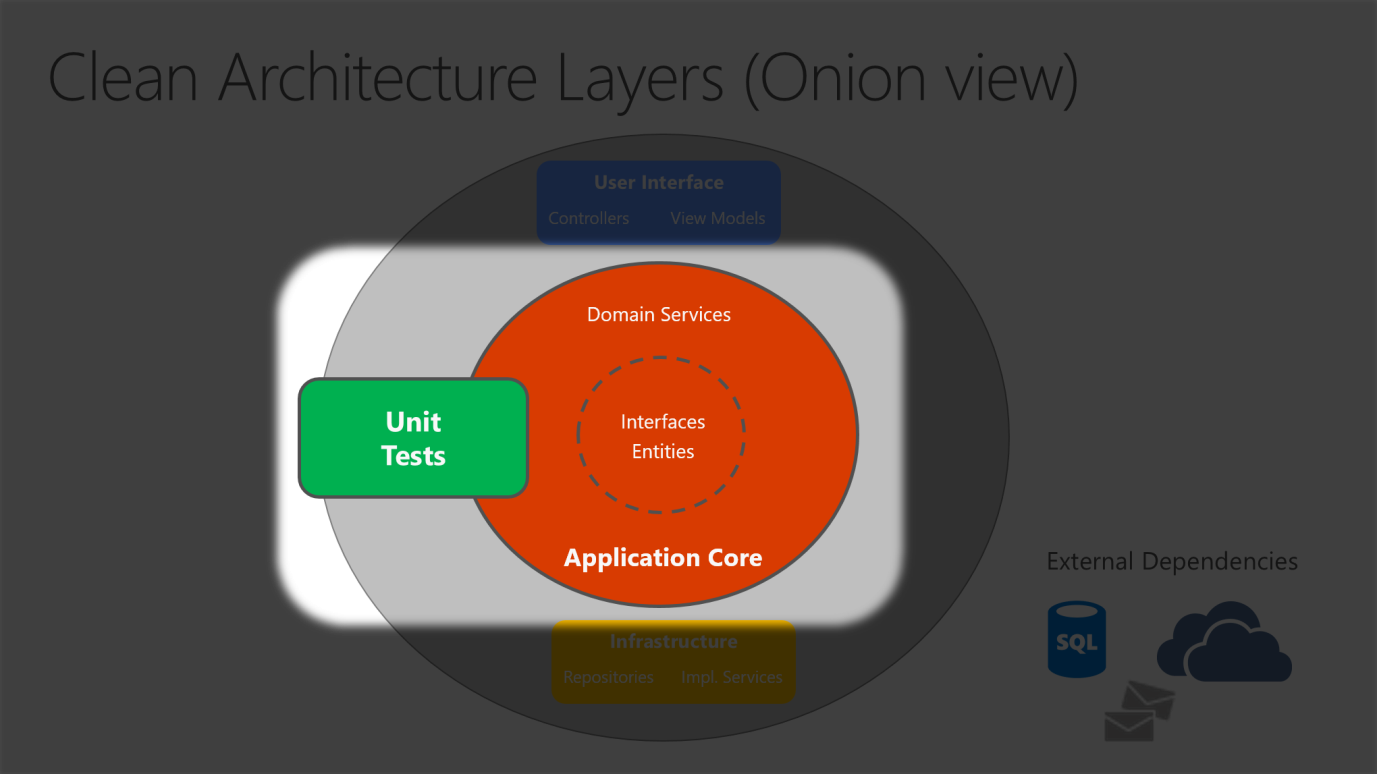 Clean Architecture Layers (Onion view)
User Interface
Controllers View Models
Domain Services
Unit
Tests
Interfaces
Entities
Application Core
External Dependencies
SQL
Infrastructure
Repositories Impl. Services